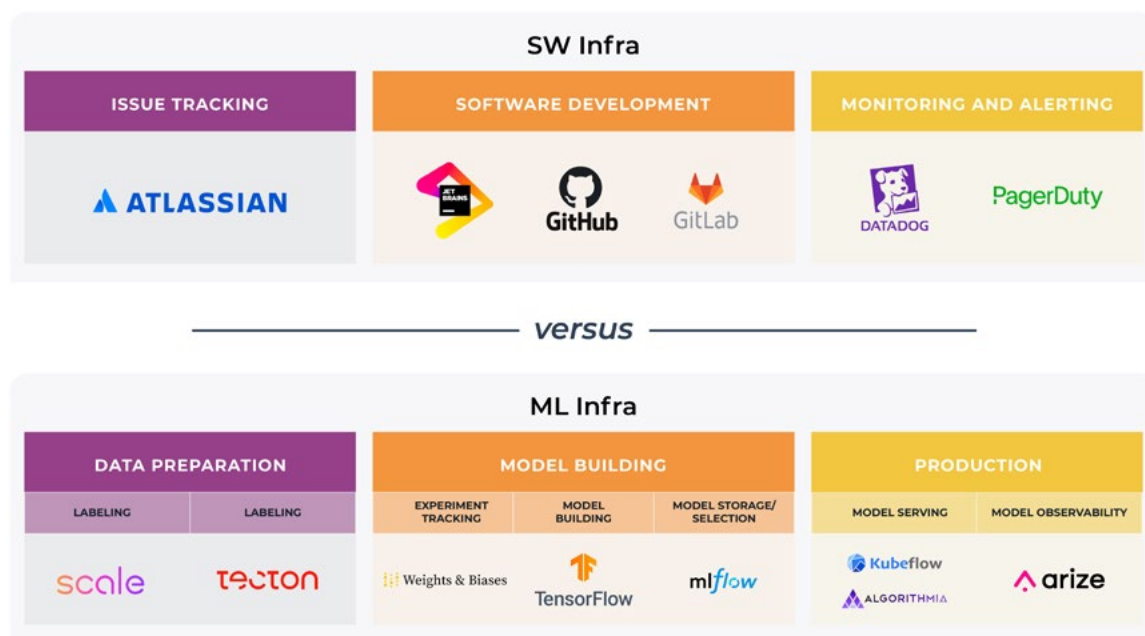 SW Infra
ISSUE TRACKING
SOFTWARE DEVELOPMENT
MONITORING AND ALERTING
ATLASSIAN
JET
BRAINS
GitHub
GitLab
DATADOG
PagerDuty
versus
ML Infra
DATA PREPARATION
MODEL BUILDING
PRODUCTION
LABELING
LABELING
EXPERIMENT
TRACKING
MODEL
BUILDING
MODEL STORAGE/
SELECTION
MODEL SERVING
MODEL OBSERVABILITY
scale
tecton
Weights & Biases
TensorFlow
mlflow
Kubeflow
ALGORITHMIA
arize